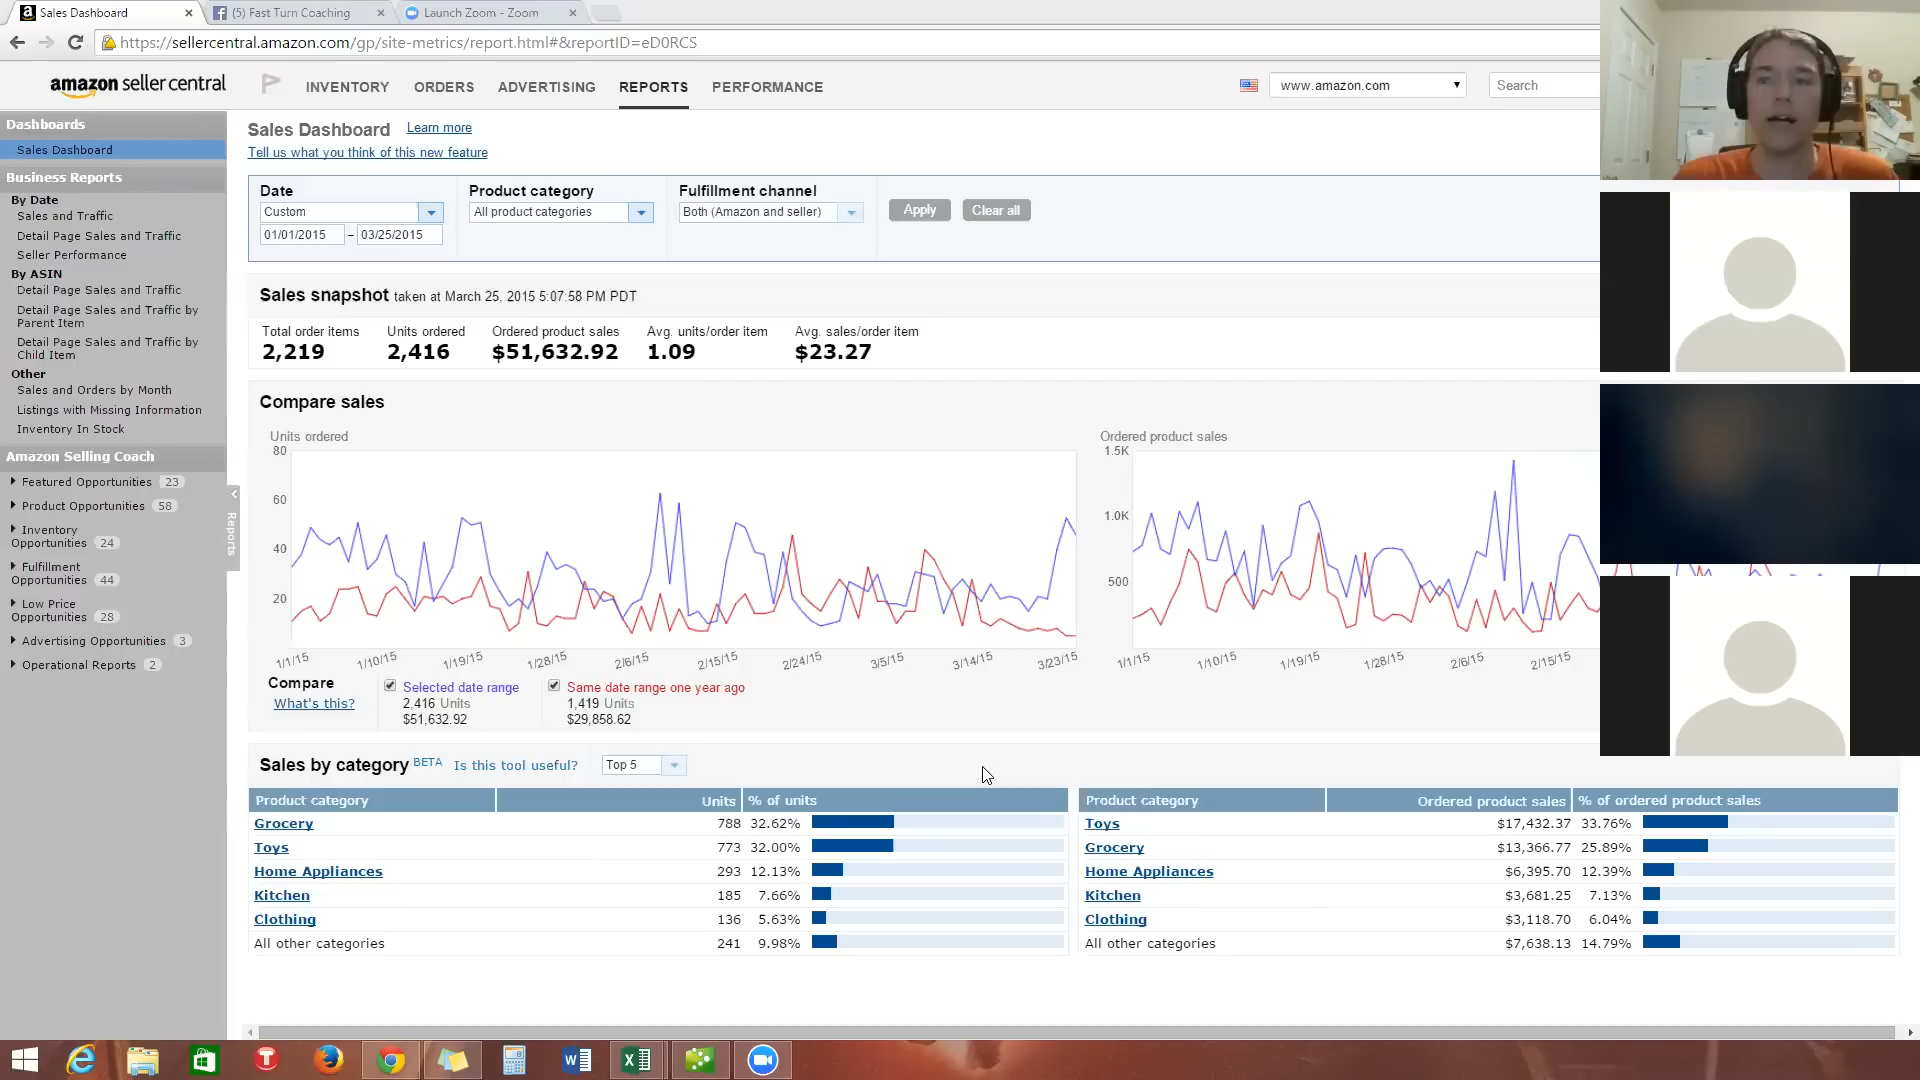 Sales Dashboard
(5) Fast Turn Coaching
Launch Zoom - Zoom
https://sellercentral.amazon.com/gp/site-metrics/report.html#&reportID=eD0RCS
amazon seller central
INVENTORY
ORDERS
ADVERTISING
REPORTS
PERFORMANCE
www.amazon.com
Search
Dashboards
Sales Dashboard
Business Reports
By Date
Sales and Traffic
Detail Page Sales and Traffic
Seller Performance
By ASIN
Detail Page Sales and Traffic
Detail Page Sales and Traffic by
Parent Item
Detail Page Sales and Traffic by
Child Item
Other
Sales and Orders by Month
Listings with Missing Information
Inventory In Stock
Amazon Selling Coach
Featured Opportunities 23
Product Opportunities 58
Inventory
Opportunities 24
Fulfillment
Opportunities 44
Low Price
Opportunities 28
Advertising Opportunities 3
Operational Reports 2
Reports
Sales Dashboard Learn more
Tell us what you think of this new feature
Date
Custom
01/01/2015 – 03/25/2015
Product category
All product categories
Fulfillment channel
Both (Amazon and seller)
Apply
Clear all
Sales snapshot taken at March 25, 2015 5:07:58 PM PDT
Total order items
2,219
Units ordered
2,416
Ordered product sales
$51,632.92
Avg. units/order item
1.09
Avg. sales/order item
$23.27
Compare sales
Units ordered
80
60
40
20
1/1/15 1/10/15 1/19/15 1/28/15 2/6/15 2/15/15 2/24/15 3/5/15 3/14/15 3/23/15
Ordered product sales
1.5K
1.0K
500
1/1/15 1/10/15 1/19/15 1/28/15 2/6/15 2/15/15
Compare
What's this?
Selected date range
2,416 Units
$51,632.92
Same date range one year ago
1,419 Units
$29,858.62
Sales by category BETA Is this tool useful? Top 5
Product category Units % of units
Grocery 788 32.62%
Toys 773 32.00%
Home Appliances 293 12.13%
Kitchen 185 7.66%
Clothing 136 5.63%
All other categories 241 9.98%
Product category Ordered product sales % of ordered product sales
Toys $17,432.37 33.76%
Grocery $13,366.77 25.89%
Home Appliances $6,395.70 12.39%
Kitchen $3,681.25 7.13%
Clothing $3,118.70 6.04%
All other categories $7,638.13 14.79%